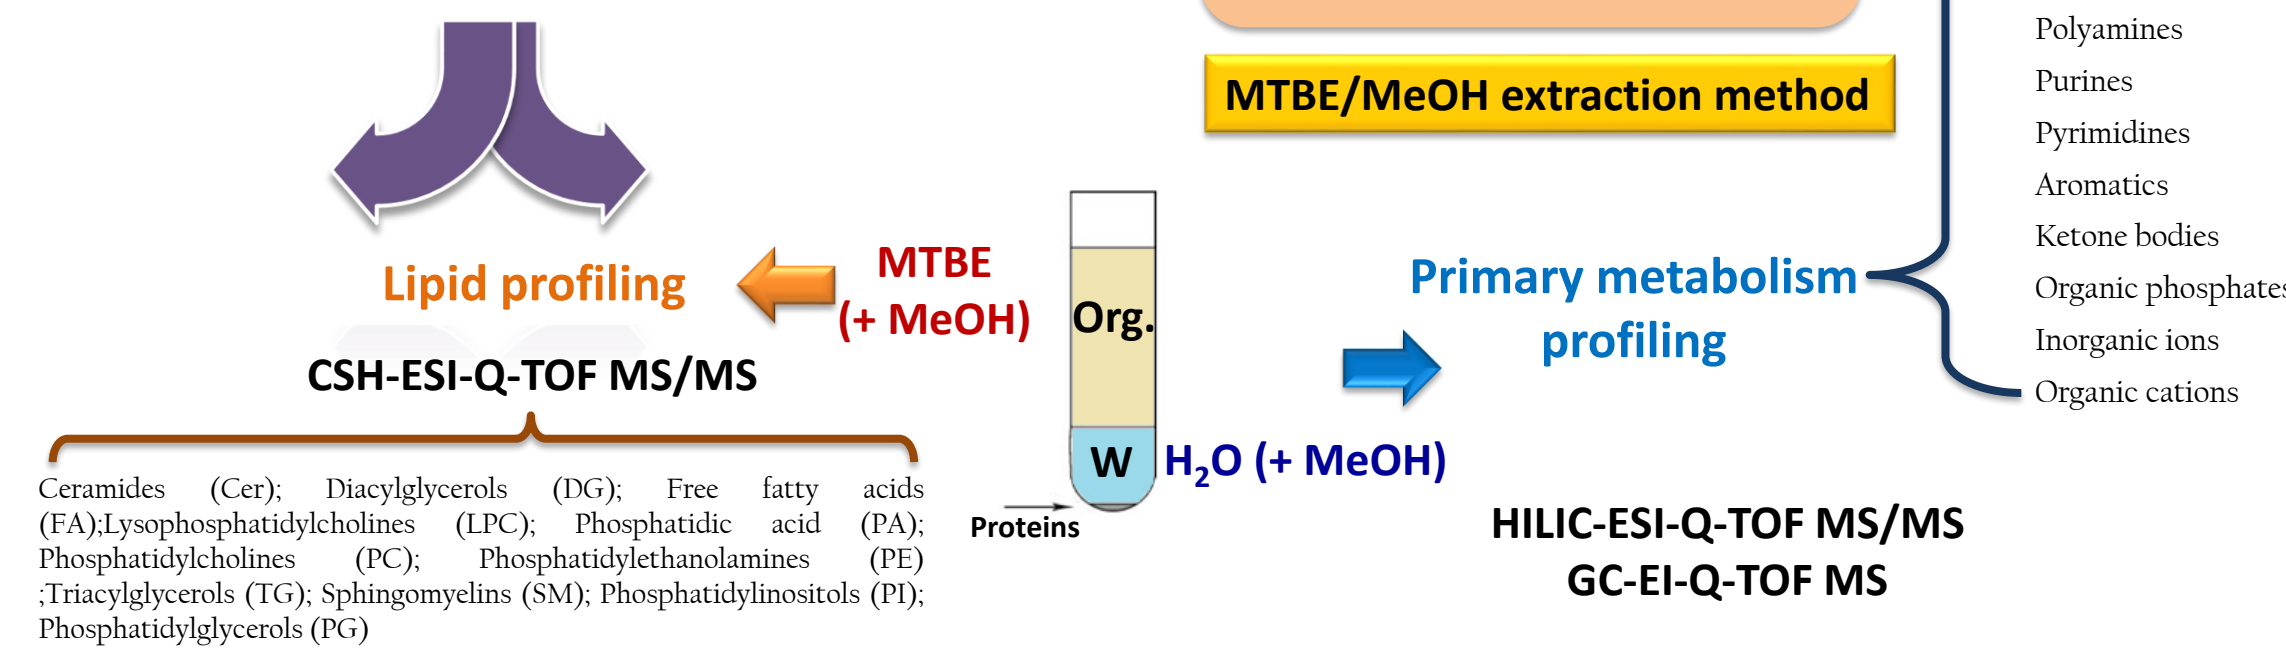 Polyamines
Purines
Pyrimidines
Aromatics
Ketone bodies
Organic phosphates
Inorganic ions
Organic cations
MTBE/MeOH extraction method
Lipid profiling
MTBE
(+ MeOH)
Org.
W
H₂O (+ MeOH)
Proteins
Primary metabolism
profiling
CSH-ESI-Q-TOF MS/MS
Ceramides (Cer); Diacylglycerols (DG); Free fatty acids
(FA);Lysophosphatidylcholines (LPC); Phosphatidic acid (PA);
Phosphatidylcholines (PC); Phosphatidylethanolamines (PE)
;Triacylglycerols (TG); Sphingomyelins (SM); Phosphatidylinositols (PI);
Phosphatidylglycerols (PG)
HILIC-ESI-Q-TOF MS/MS
GC-EI-Q-TOF MS